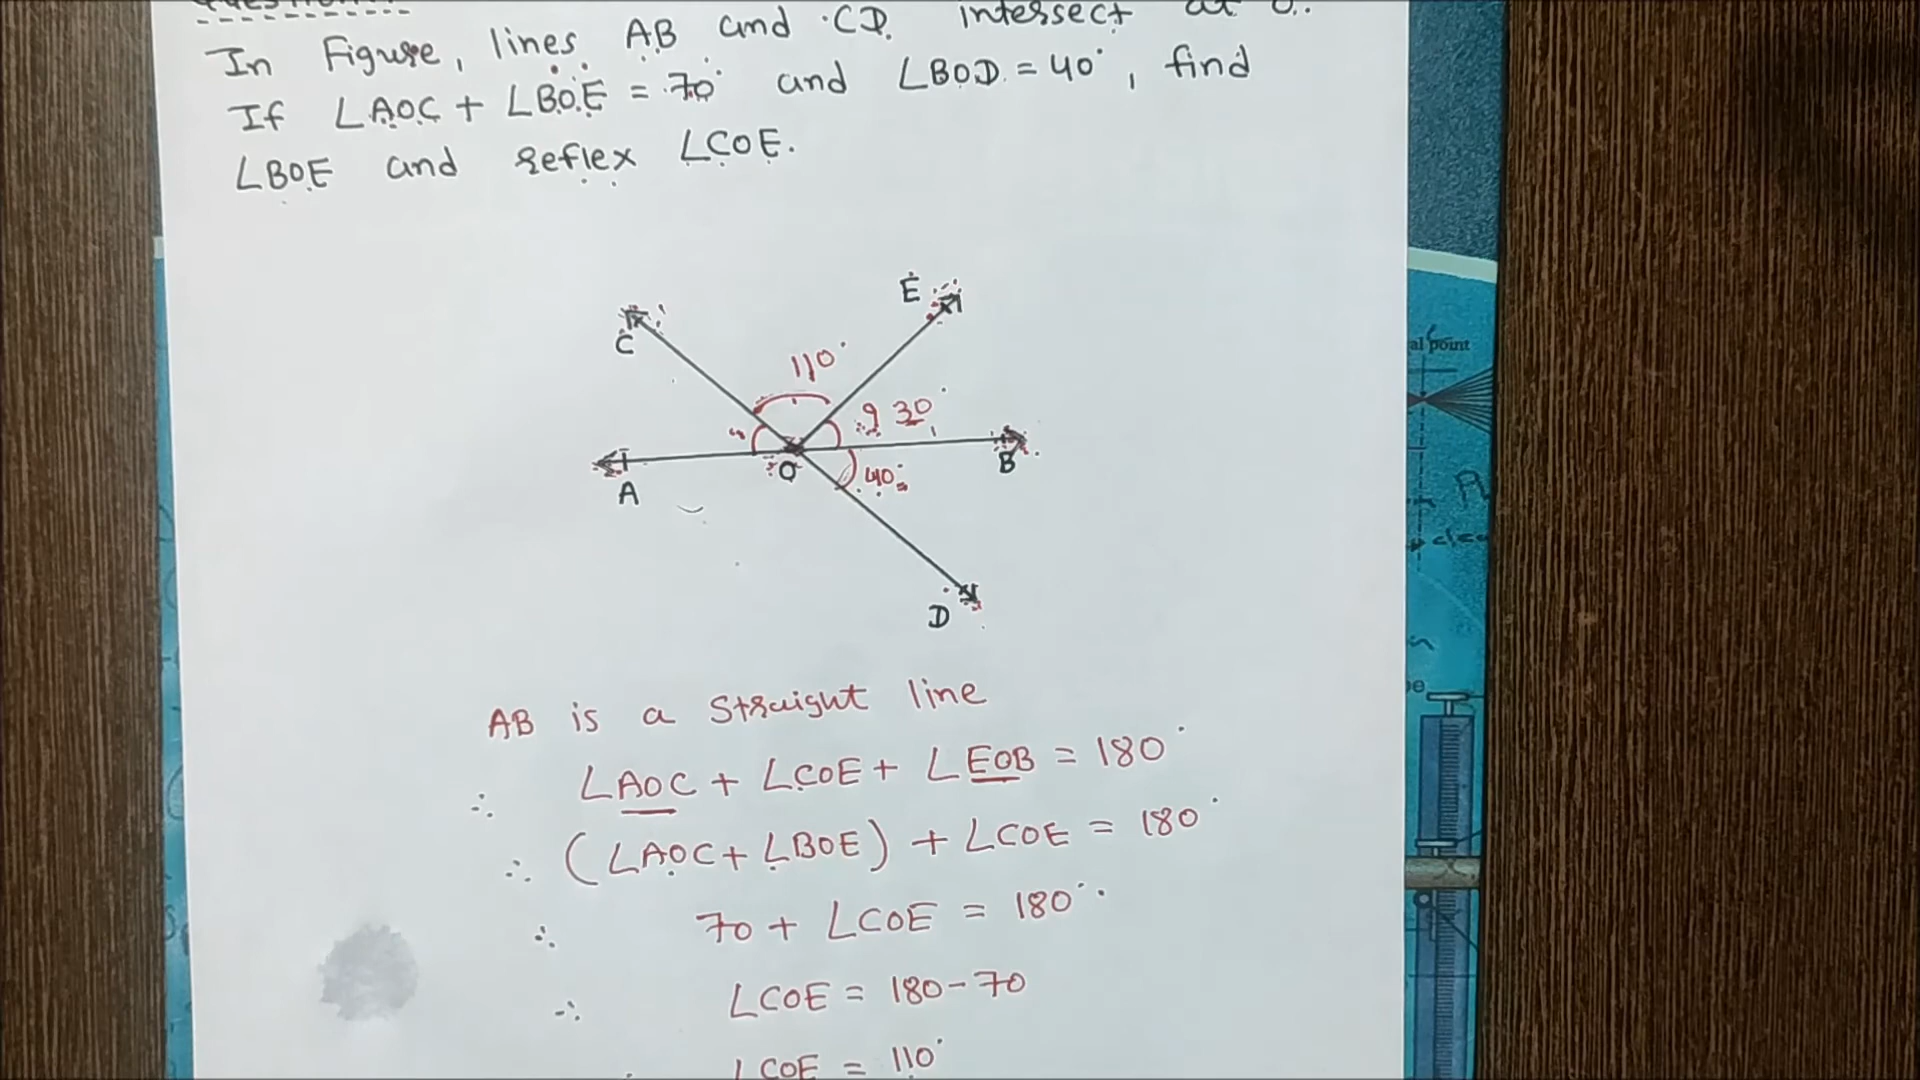 In Figure, lines AB and CD intersect at O.
If ∠AOC + ∠BOE = 70° and ∠BOD = 40°, find
∠BOE and reflex ∠COE.
E
C
110°
30°
A
O
40°
B
D
AB is a straight line
∴ ∠AOC + ∠COE + ∠EOB = 180°
∴ (∠AOC + ∠BOE) + ∠COE = 180°
∴ 70 + ∠COE = 180°
∴ ∠COE = 180 - 70
∠COE = 110°
al point